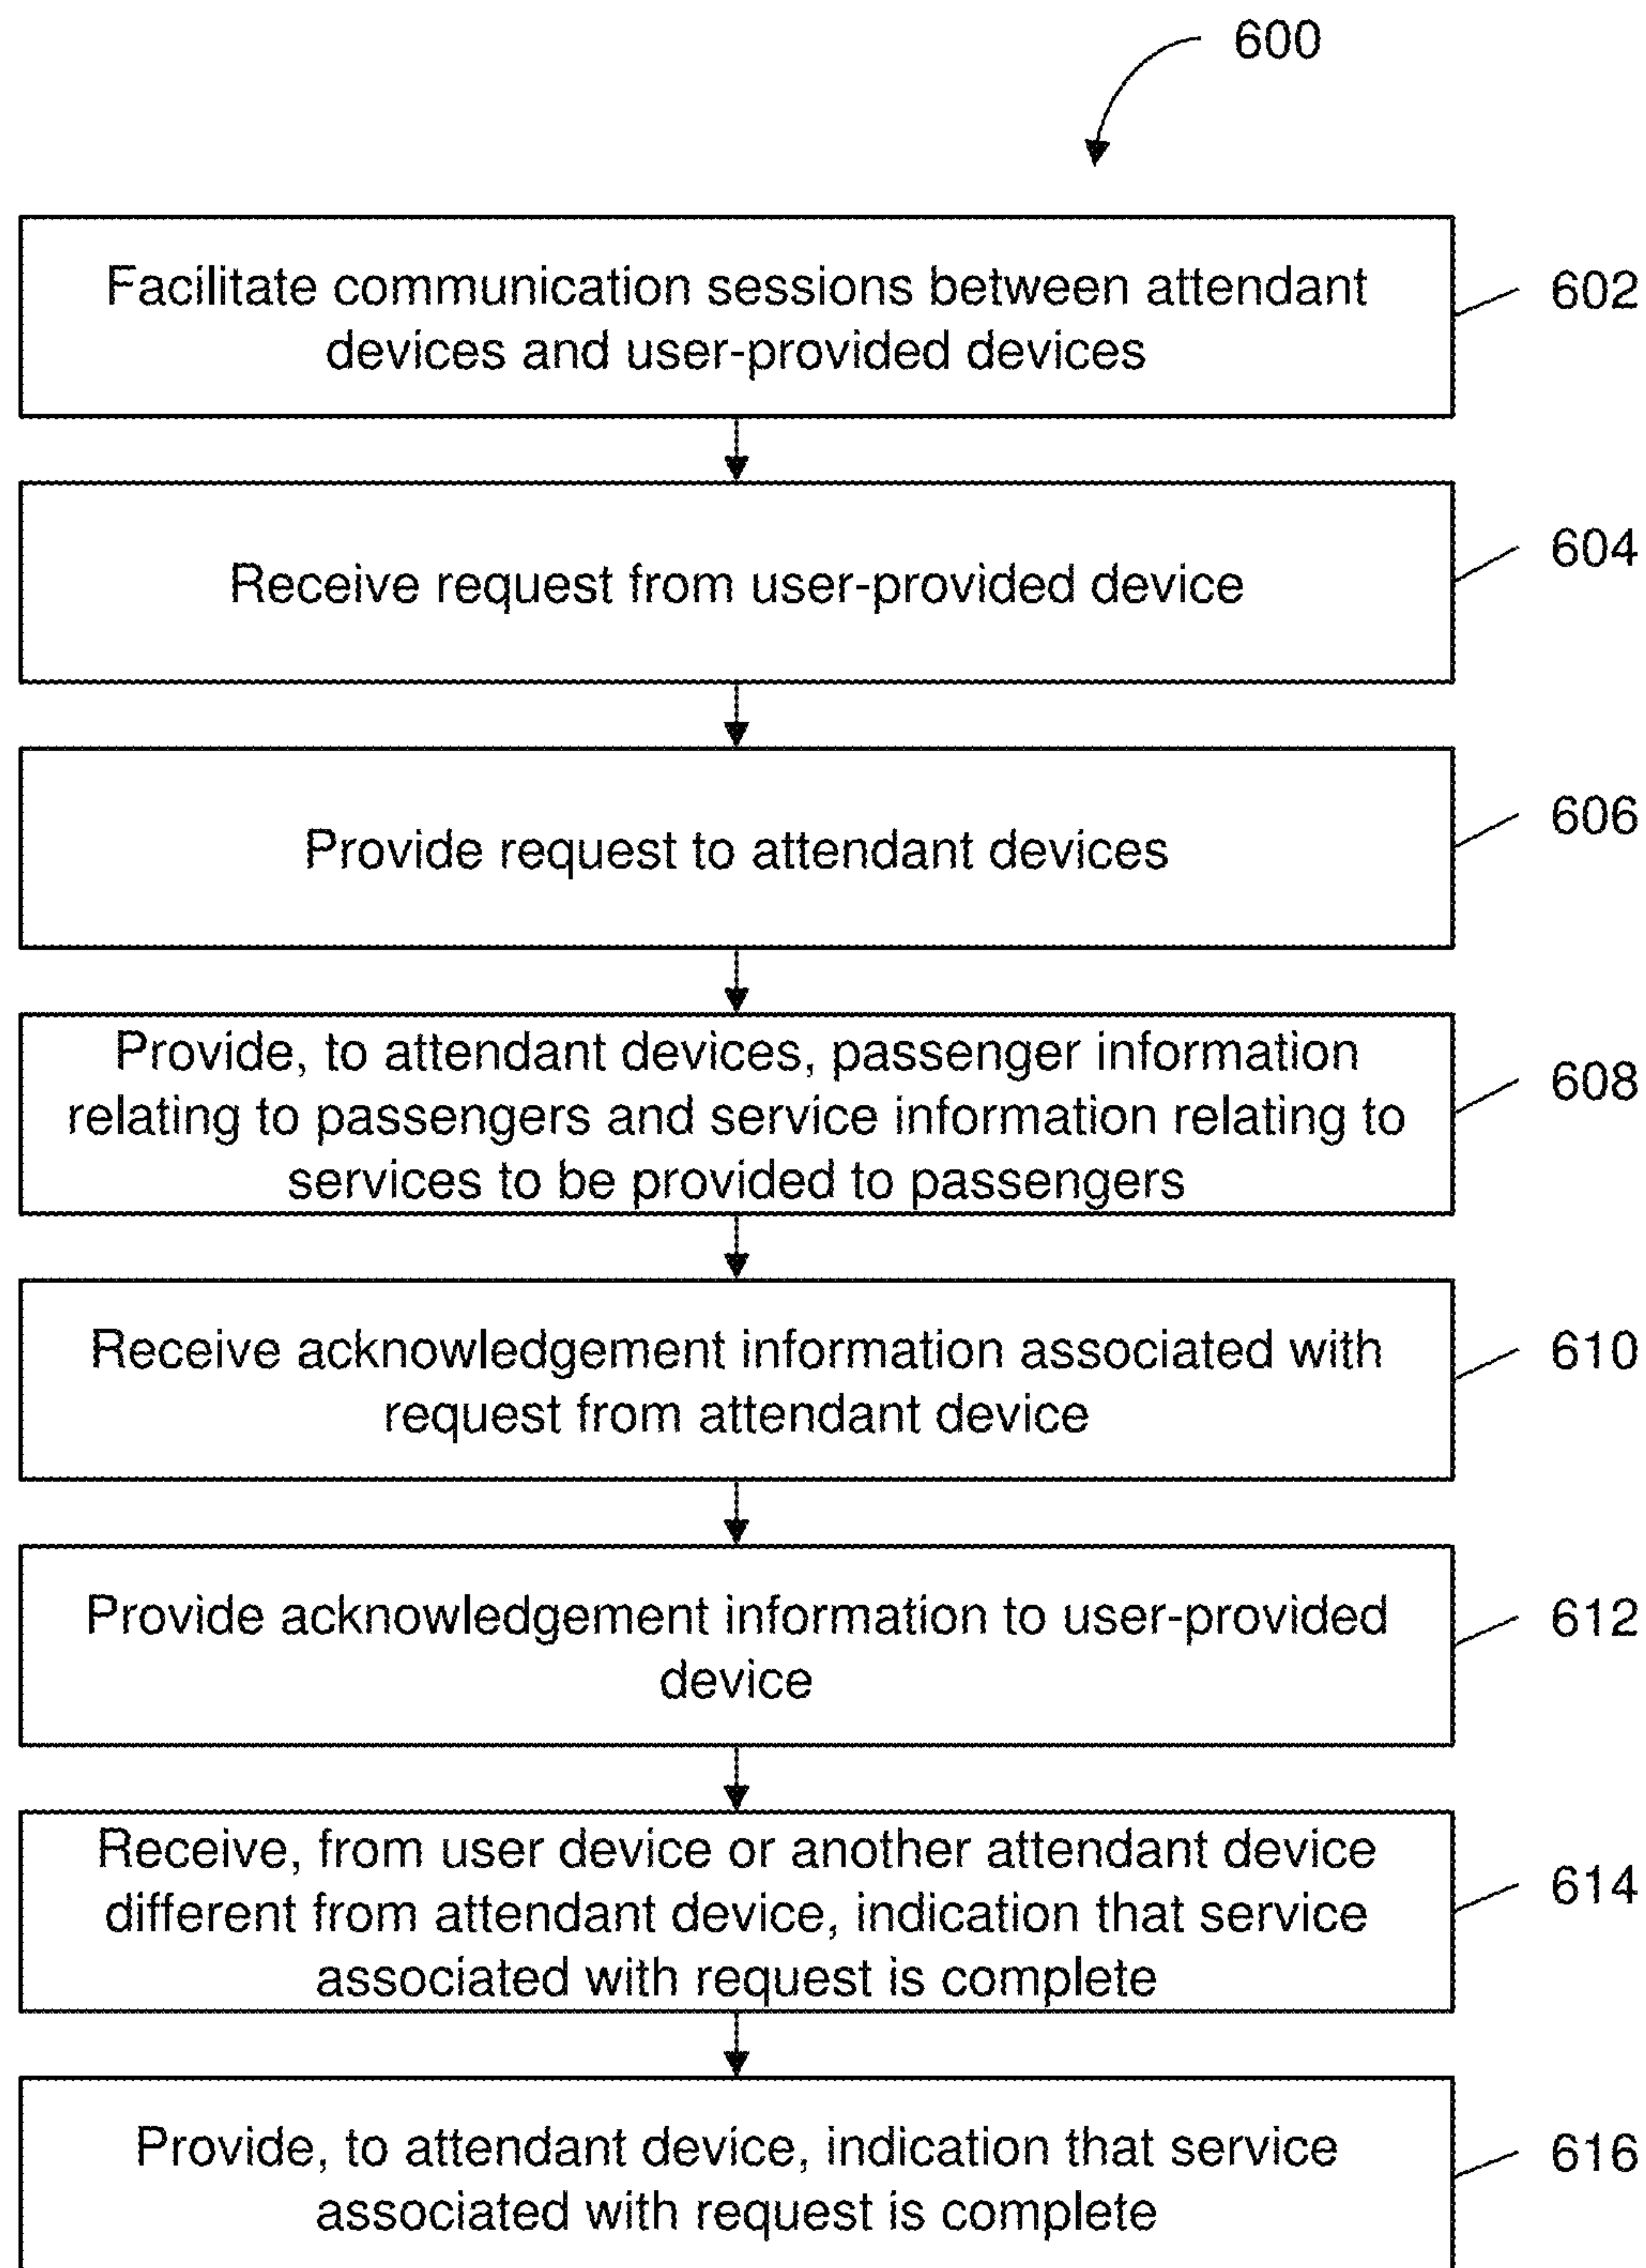 600
Facilitate communication sessions between attendant
devices and user-provided devices
602
Receive request from user-provided device
604
Provide request to attendant devices
606
Provide, to attendant devices, passenger information
relating to passengers and service information relating to
services to be provided to passengers
608
Receive acknowledgement information associated with
request from attendant device
610
Provide acknowledgement information to user-provided
device
612
Receive, from user device or another attendant device
different from attendant device, indication that service
associated with request is complete
614
Provide, to attendant device, indication that service
associated with request is complete
616